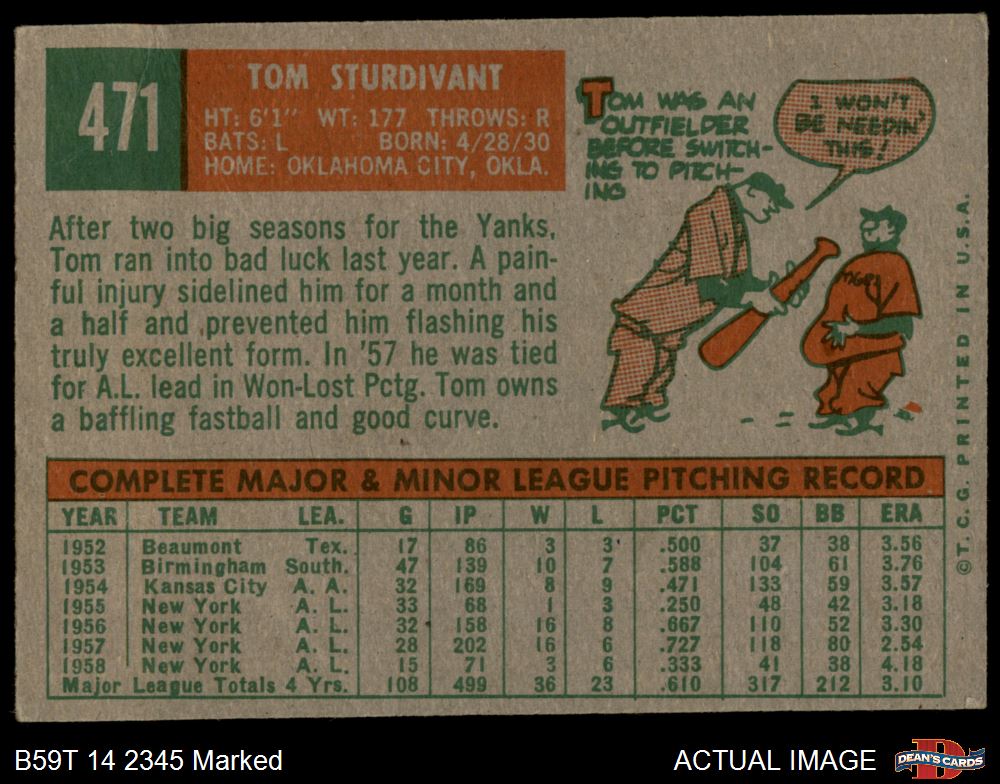 471
TOM STURDIVANT
HT: 6'1" WT: 177 THROWS: R
BATS: L BORN: 4/28/30
HOME: OKLAHOMA CITY, OKLA.
TOM WAS AN
OUTFIELDER
BEFORE SWITCH-
ING TO PITCH-
ING
I WON'T
BE NEEDIN'
THIS!
MGR.
After two big seasons for the Yanks,
Tom ran into bad luck last year. A pain-
ful injury sidelined him for a month and
a half and prevented him flashing his
truly excellent form. In '57 he was tied
for A.L. lead in Won-Lost Pctg. Tom owns
a baffling fastball and good curve.
COMPLETE MAJOR & MINOR LEAGUE PITCHING RECORD
YEAR TEAM LEA. G IP W L PCT SO BB ERA
1952 Beaumont Tex. 17 86 3 3 .500 37 38 3.56
1953 Birmingham South. 47 139 10 7 .588 104 61 3.76
1954 Kansas City A. A. 32 169 8 9 .471 133 59 3.57
1955 New York A. L. 33 68 1 3 .250 48 42 3.18
1956 New York A. L. 32 158 16 8 .667 110 52 3.30
1957 New York A. L. 28 202 16 6 .727 118 80 2.54
1958 New York A. L. 15 71 3 6 .333 41 38 4.18
Major League Totals 4 Yrs. 108 499 36 23 .610 317 212 3.10
©T. C. G. PRINTED IN U.S.A.
B59T 14 2345 Marked
ACTUAL IMAGE
DEAN'S CARDS